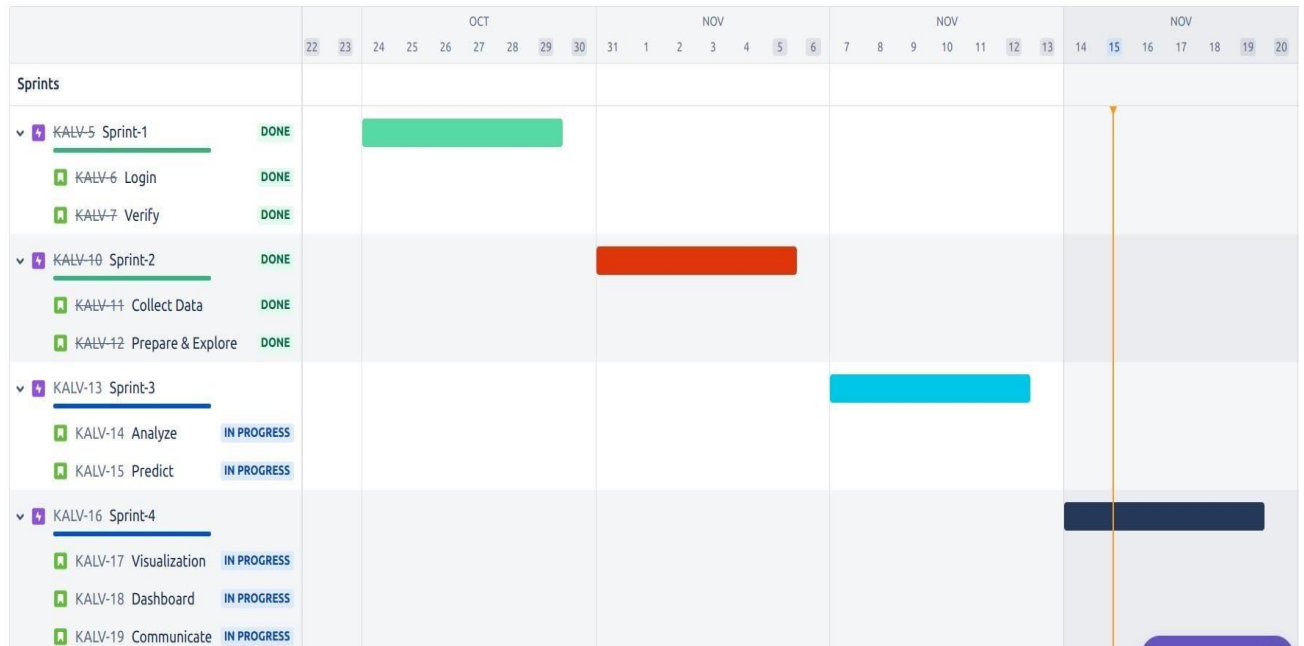 OCT NOV NOV NOV
22 23 24 25 26 27 28 29 30 31 1 2 3 4 5 6 7 8 9 10 11 12 13 14 15 16 17 18 19 20
Sprints
KALV-5 Sprint-1 DONE
KALV-6 Login DONE
KALV-7 Verify DONE
KALV-10 Sprint-2 DONE
KALV-11 Collect Data DONE
KALV-12 Prepare & Explore DONE
KALV-13 Sprint-3
KALV-14 Analyze IN PROGRESS
KALV-15 Predict IN PROGRESS
KALV-16 Sprint-4
KALV-17 Visualization IN PROGRESS
KALV-18 Dashboard IN PROGRESS
KALV-19 Communicate IN PROGRESS